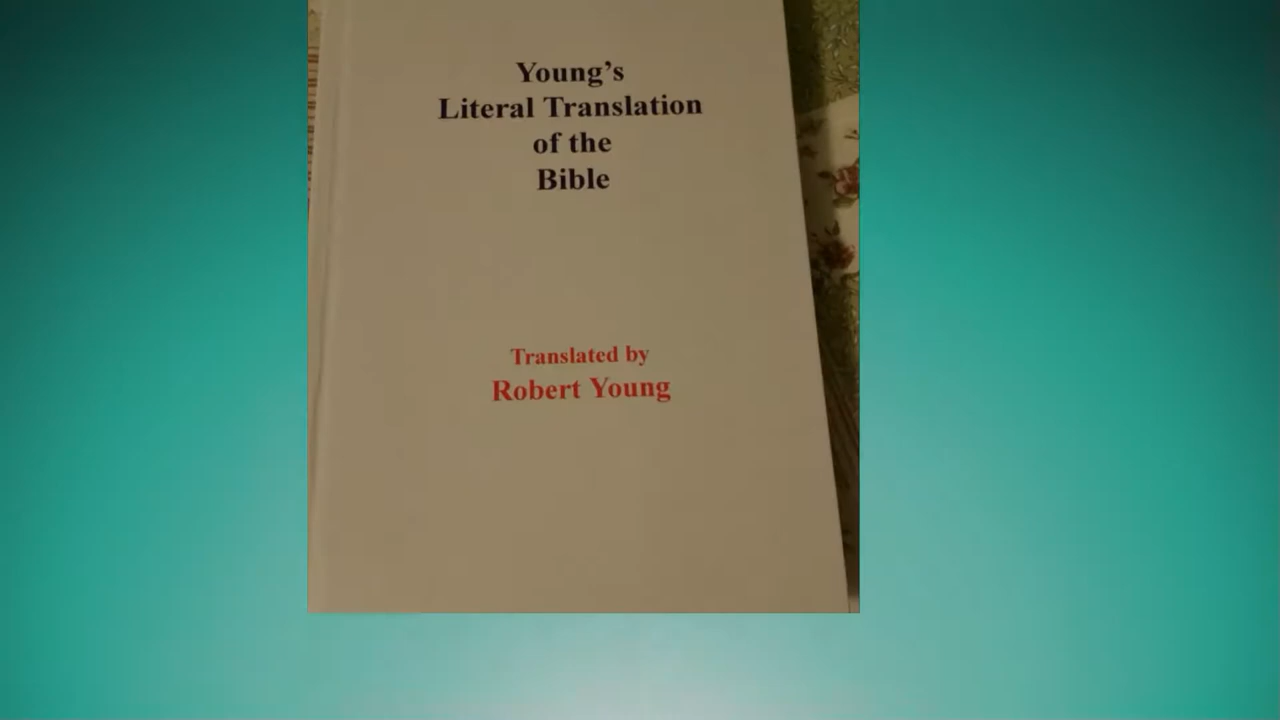 Young’s
Literal Translation
of the
Bible
Translated by
Robert Young